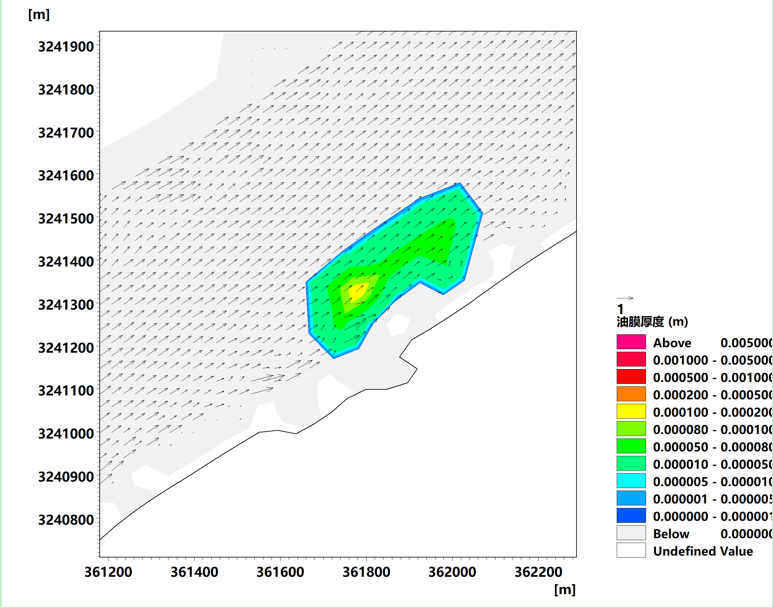 [m]
3241900
3241800
3241700
3241600
3241500
3241400
3241300
3241200
3241100
3241000
3240900
3240800
361200 361400 361600 361800 362000 362200
[m]
1
油膜厚度 (m)
Above 0.005000
0.001000 - 0.005000
0.000500 - 0.001000
0.000200 - 0.000500
0.000100 - 0.000200
0.000080 - 0.000100
0.000050 - 0.000080
0.000010 - 0.000050
0.000005 - 0.000010
0.000001 - 0.000005
0.000000 - 0.000001
Below 0.000000
Undefined Value